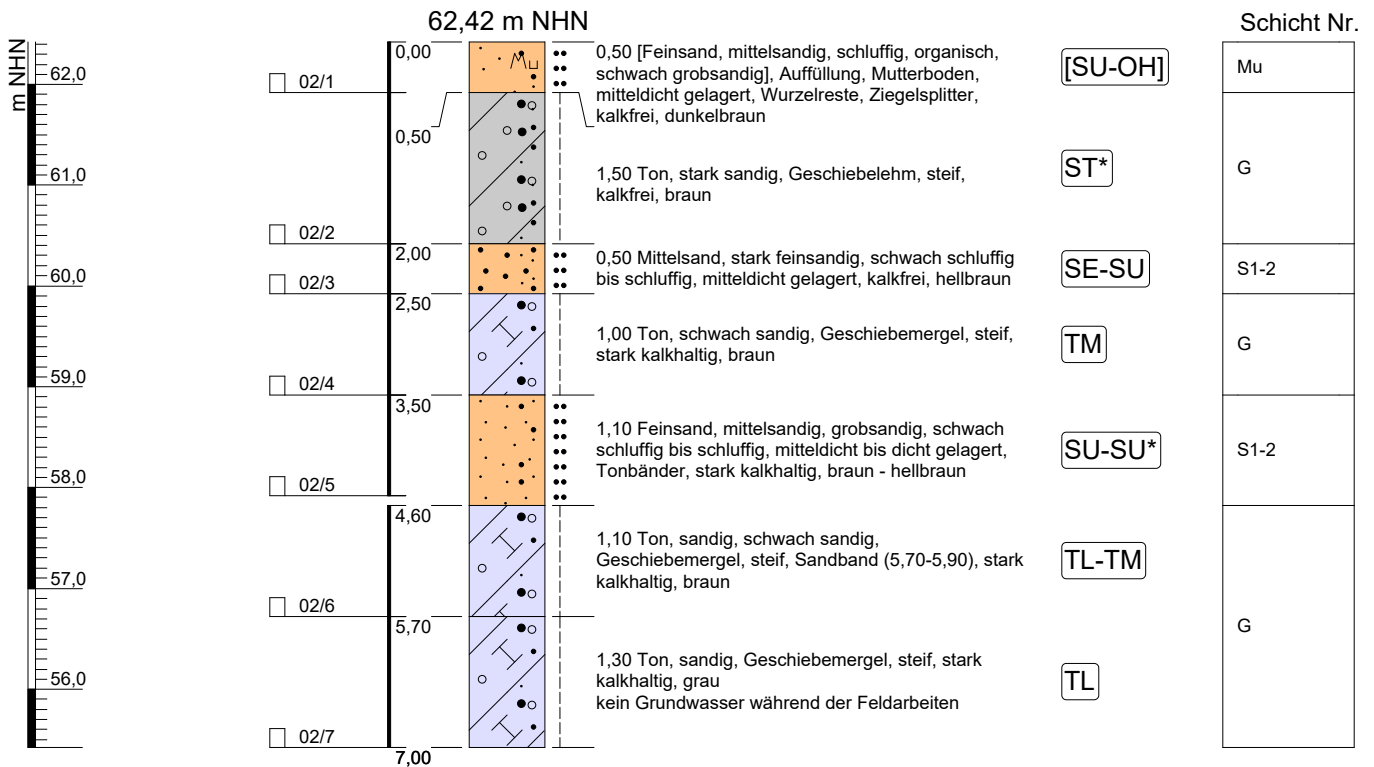 62,42 m NHN
Schicht Nr.
m NHN
62,0
61,0
60,0
59,0
58,0
57,0
56,0
02/1
02/2
02/3
02/4
02/5
02/6
02/7
0,00
0,50
2,00
2,50
3,50
4,60
5,70
7,00
Mu
0,50 [Feinsand, mittelsandig, schluffig, organisch,
schwach grobsandig], Auffüllung, Mutterboden,
mitteldicht gelagert, Wurzelreste, Ziegelsplitter,
kalkfrei, dunkelbraun
[SU-OH]
Mu
1,50 Ton, stark sandig, Geschiebelehm, steif,
kalkfrei, braun
ST*
G
0,50 Mittelsand, stark feinsandig, schwach schluffig
bis schluffig, mitteldicht gelagert, kalkfrei, hellbraun
SE-SU
S1-2
1,00 Ton, schwach sandig, Geschiebemergel, steif,
stark kalkhaltig, braun
TM
G
1,10 Feinsand, mittelsandig, grobsandig, schwach
schluffig bis schluffig, mitteldicht bis dicht gelagert,
Tonbänder, stark kalkhaltig, braun - hellbraun
SU-SU*
S1-2
1,10 Ton, sandig, schwach sandig,
Geschiebemergel, steif, Sandband (5,70-5,90), stark
kalkhaltig, braun
TL-TM
G
1,30 Ton, sandig, Geschiebemergel, steif, stark
kalkhaltig, grau
kein Grundwasser während der Feldarbeiten
TL